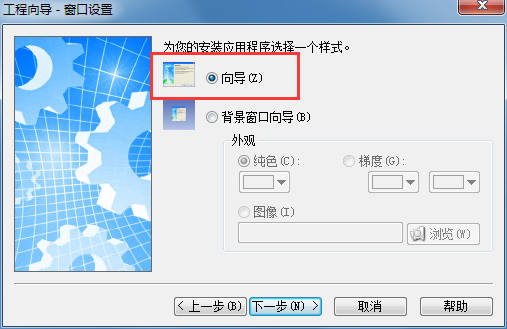 工程向导 - 窗口设置
为您的安装应用程序选择一个样式。
向导(Z)
背景窗口向导(B)
外观
纯色(C): 梯度(G):
图像(I)
浏览(W)
< 上一步(B) 下一步(N) > 取消 帮助